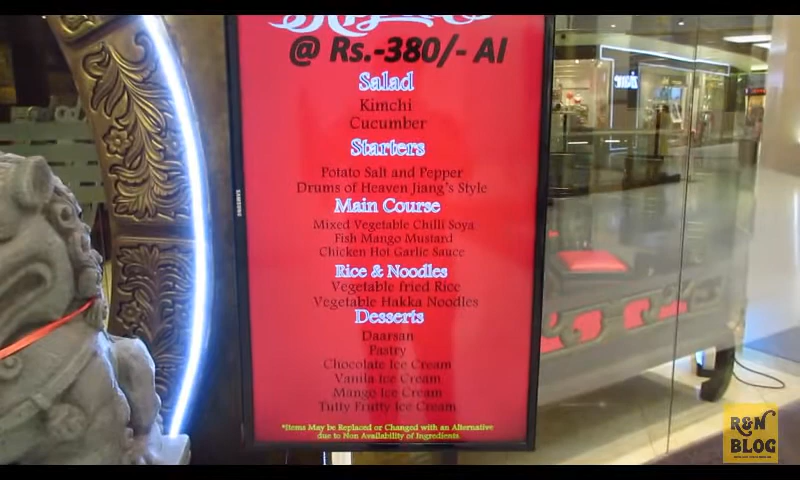 @ Rs.-380/- AI
Salad
Kimchi
Cucumber
Starters
Potato Salt and Pepper
Drums of Heaven Jiang's Style
Main Course
Mixed Vegetable Chilli Soya
Fish Mango Mustard
Chicken Hot Garlic Sauce
Rice & Noodles
Vegetable fried Rice
Vegetable Hakka Noodles
Desserts
Daarsan
Pastry
Chocolate Ice Cream
Vanila Ice Cream
Mango Ice Cream
Tutty Fruity Ice Cream
*Items May be Replaced or Changed with an Alternative
due to Non Availability of Ingredients
SAMSUNG
R&N
BLOG